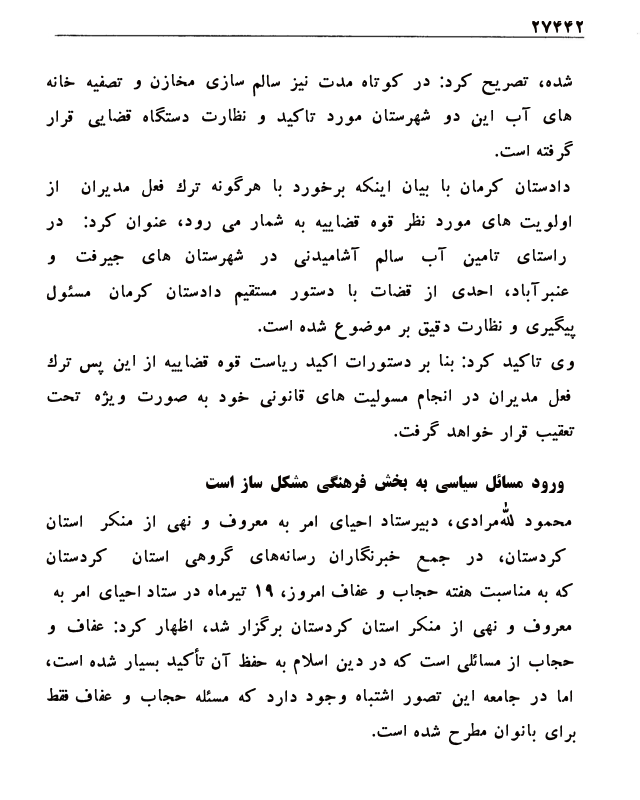 ۲۷۴۴۲
شده، تصریح کرد: در کوتاه مدت نیز سالم سازی مخازن و تصفیه خانه
های آب این دو شهرستان مورد تاکید و نظارت دستگاه قضایی قرار
گرفته است.
دادستان کرمان با بیان اینکه برخورد با هرگونه ترك فعل مدیران از
اولویت های مورد نظر قوه قضاییه به شمار می رود، عنوان کرد: در
راستای تامین آب سالم آشامیدنی در شهرستان های جیرفت و
عنبرآباد، احدی از قضات با دستور مستقیم دادستان کرمان مسئول
پیگیری و نظارت دقیق بر موضوع شده است.
وی تاکید کرد: بنا بر دستورات اکید ریاست قوه قضاییه از این پس ترك
فعل مدیران در انجام مسولیت های قانونی خود به صورت ویژه تحت
تعقیب قرار خواهد گرفت.
ورود مسائل سیاسی به بخش فرهنگی مشکل ساز است
محمود لله‌مرادی، دبیرستاد احیای امر به معروف و نهی از منکر استان
کردستان، در جمع خبرنگاران رسانه‌های گروهی استان کردستان
که به مناسبت هفته حجاب و عفاف امروز، ۱۹ تیرماه در ستاد احیای امر به
معروف و نهی از منکر استان کردستان برگزار شد، اظهار کرد: عفاف و
حجاب از مسائلی است که در دین اسلام به حفظ آن تأکید بسیار شده است،
اما در جامعه این تصور اشتباه وجود دارد که مسئله حجاب و عفاف فقط
برای بانوان مطرح شده است.